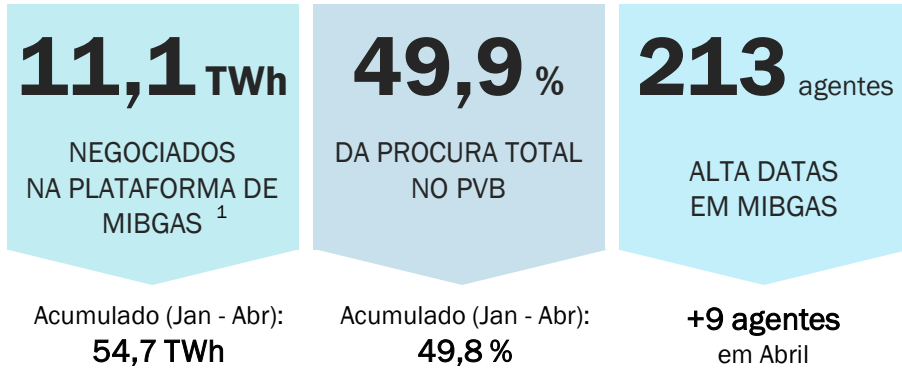 11,1 TWh
NEGOCIADOS
NA PLATAFORMA DE
MIBGAS 1
Acumulado (Jan - Abr):
54,7 TWh
49,9 %
DA PROCURA TOTAL
NO PVB
Acumulado (Jan - Abr):
49,8 %
213 agentes
ALTA DATAS
EM MIBGAS
+9 agentes
em Abril